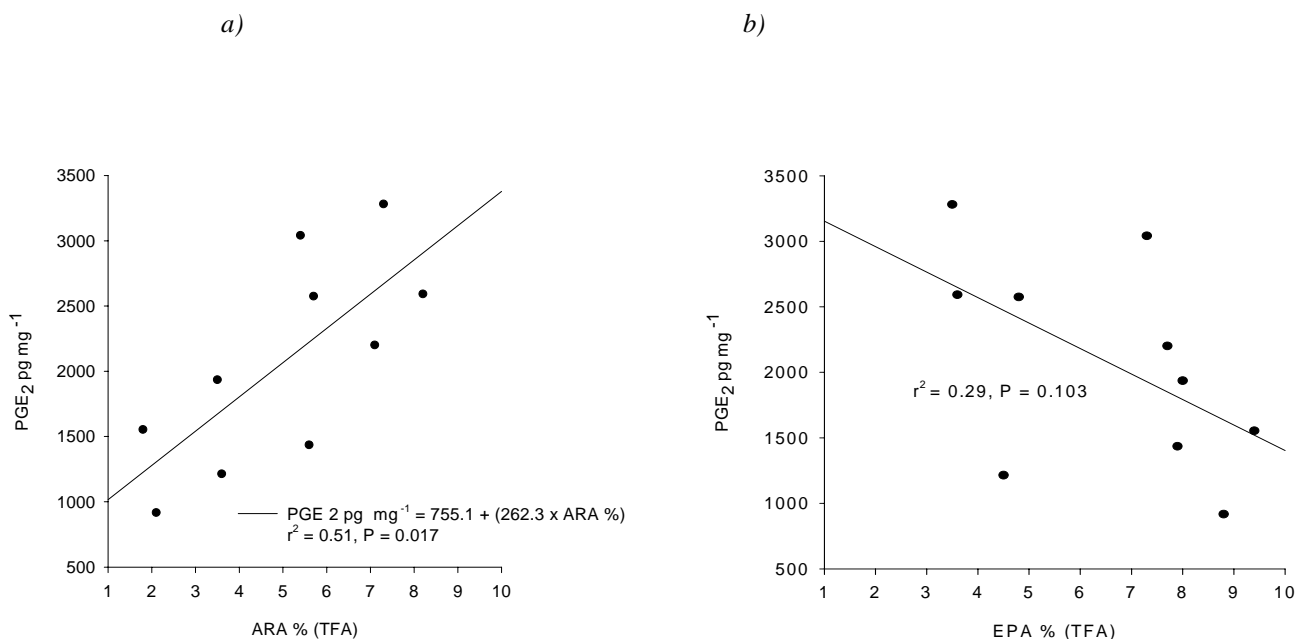 a)
b)
3500
3000
2500
2000
1500
1000
500
PGE2 pg mg-1
1 2 3 4 5 6 7 8 9 10
ARA % (TFA)
PGE 2 pg mg-1 = 755.1 + (262.3 x ARA %)
r2 = 0.51, P = 0.017
3500
3000
2500
2000
1500
1000
500
PGE2 pg mg-1
r2 = 0.29, P = 0.103
1 2 3 4 5 6 7 8 9 10
EPA % (TFA)